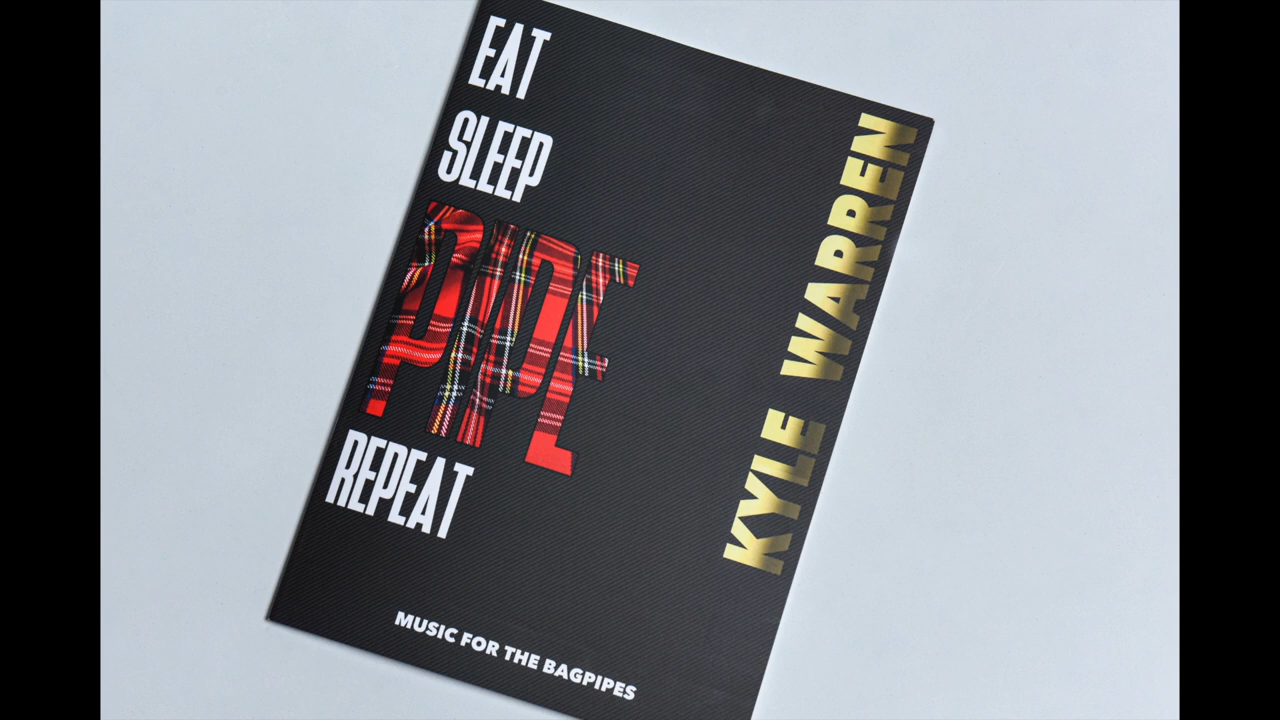 EAT
SLEEP
PIPE
REPEAT
KYLE WARREN
MUSIC FOR THE BAGPIPES